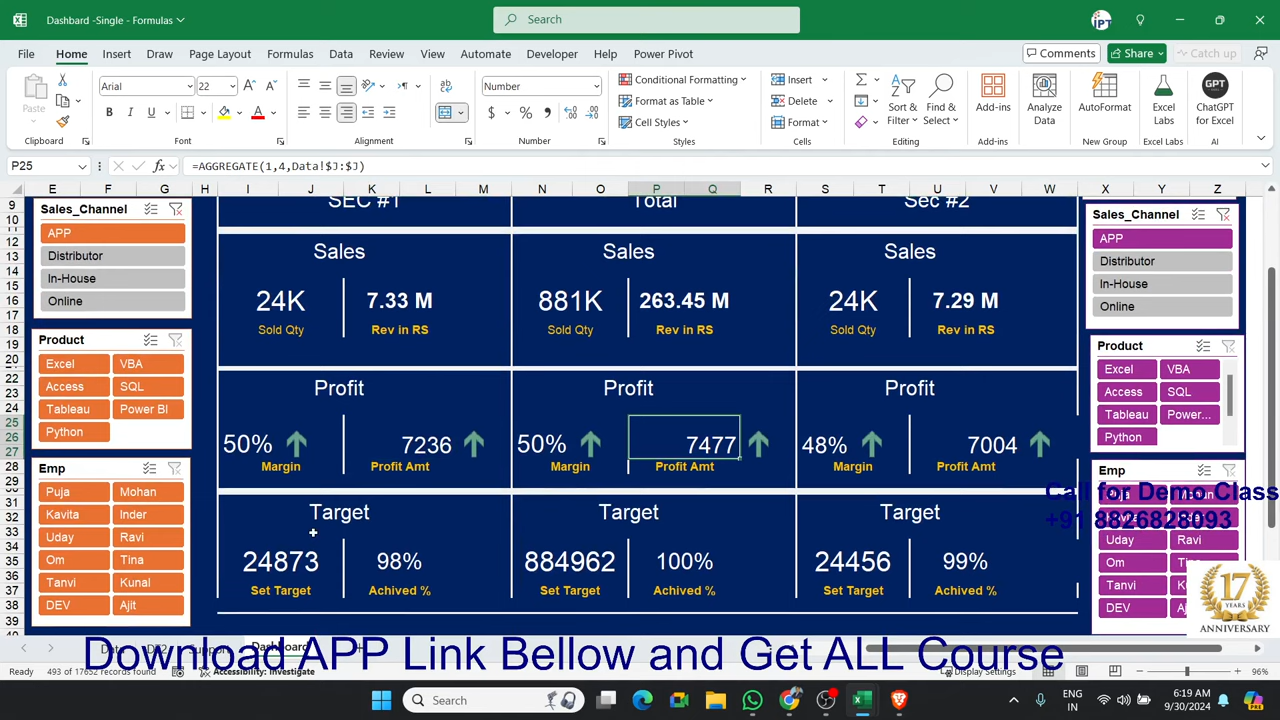 Dashbard -Single - Formulas
Search
File Home Insert Draw Page Layout Formulas Data Review View Automate Developer Help Power Pivot
Comments Share Catch up
Paste
Arial 22
Number
Conditional Formatting
Format as Table
Cell Styles
Insert
Delete
Format
Sort & Filter
Find & Select
Add-ins
Analyze Data
AutoFormat
Excel Labs
ChatGPT for Excel
Clipboard Font Alignment Number Styles Cells Editing Add-ins New Group Excel Labs AI
P25 =AGGREGATE(1,4,Data!$J:$J)
E F G H I J K L M N O P Q R S T U V W X Y Z
SEC #1 Total Sec #2
Sales_Channel
APP
Distributor
In-House
Online
Product
Excel VBA
Access SQL
Tableau Power BI
Python
Emp
Puja Mohan
Kavita Inder
Uday Ravi
Om Tina
Tanvi Kunal
DEV Ajit
Sales Sales Sales
24K 7.33 M 881K 263.45 M 24K 7.29 M
Sold Qty Rev in RS Sold Qty Rev in RS Sold Qty Rev in RS
Profit Profit Profit
50% 7236 50% 7477 48% 7004
Margin Profit Amt Margin Profit Amt Margin Profit Amt
Target Target Target
24873 98% 884962 100% 24456 99%
Set Target Achived % Set Target Achived % Set Target Achived %
Sales_Channel
APP
Distributor
In-House
Online
Product
Excel VBA
Access SQL
Tableau Power...
Python
Emp
Call for Demo Class
+91 8826828093
Uday Ravi
Om Tina
Tanvi
DEV
17
YEARS
ANNIVERSARY
Dashboard
Download APP Link Bellow and Get ALL Course
Ready 493 of 17652 records found Accessibility: Investigate Display Settings 96%
Search
ENG
IN
6:19 AM
9/30/2024